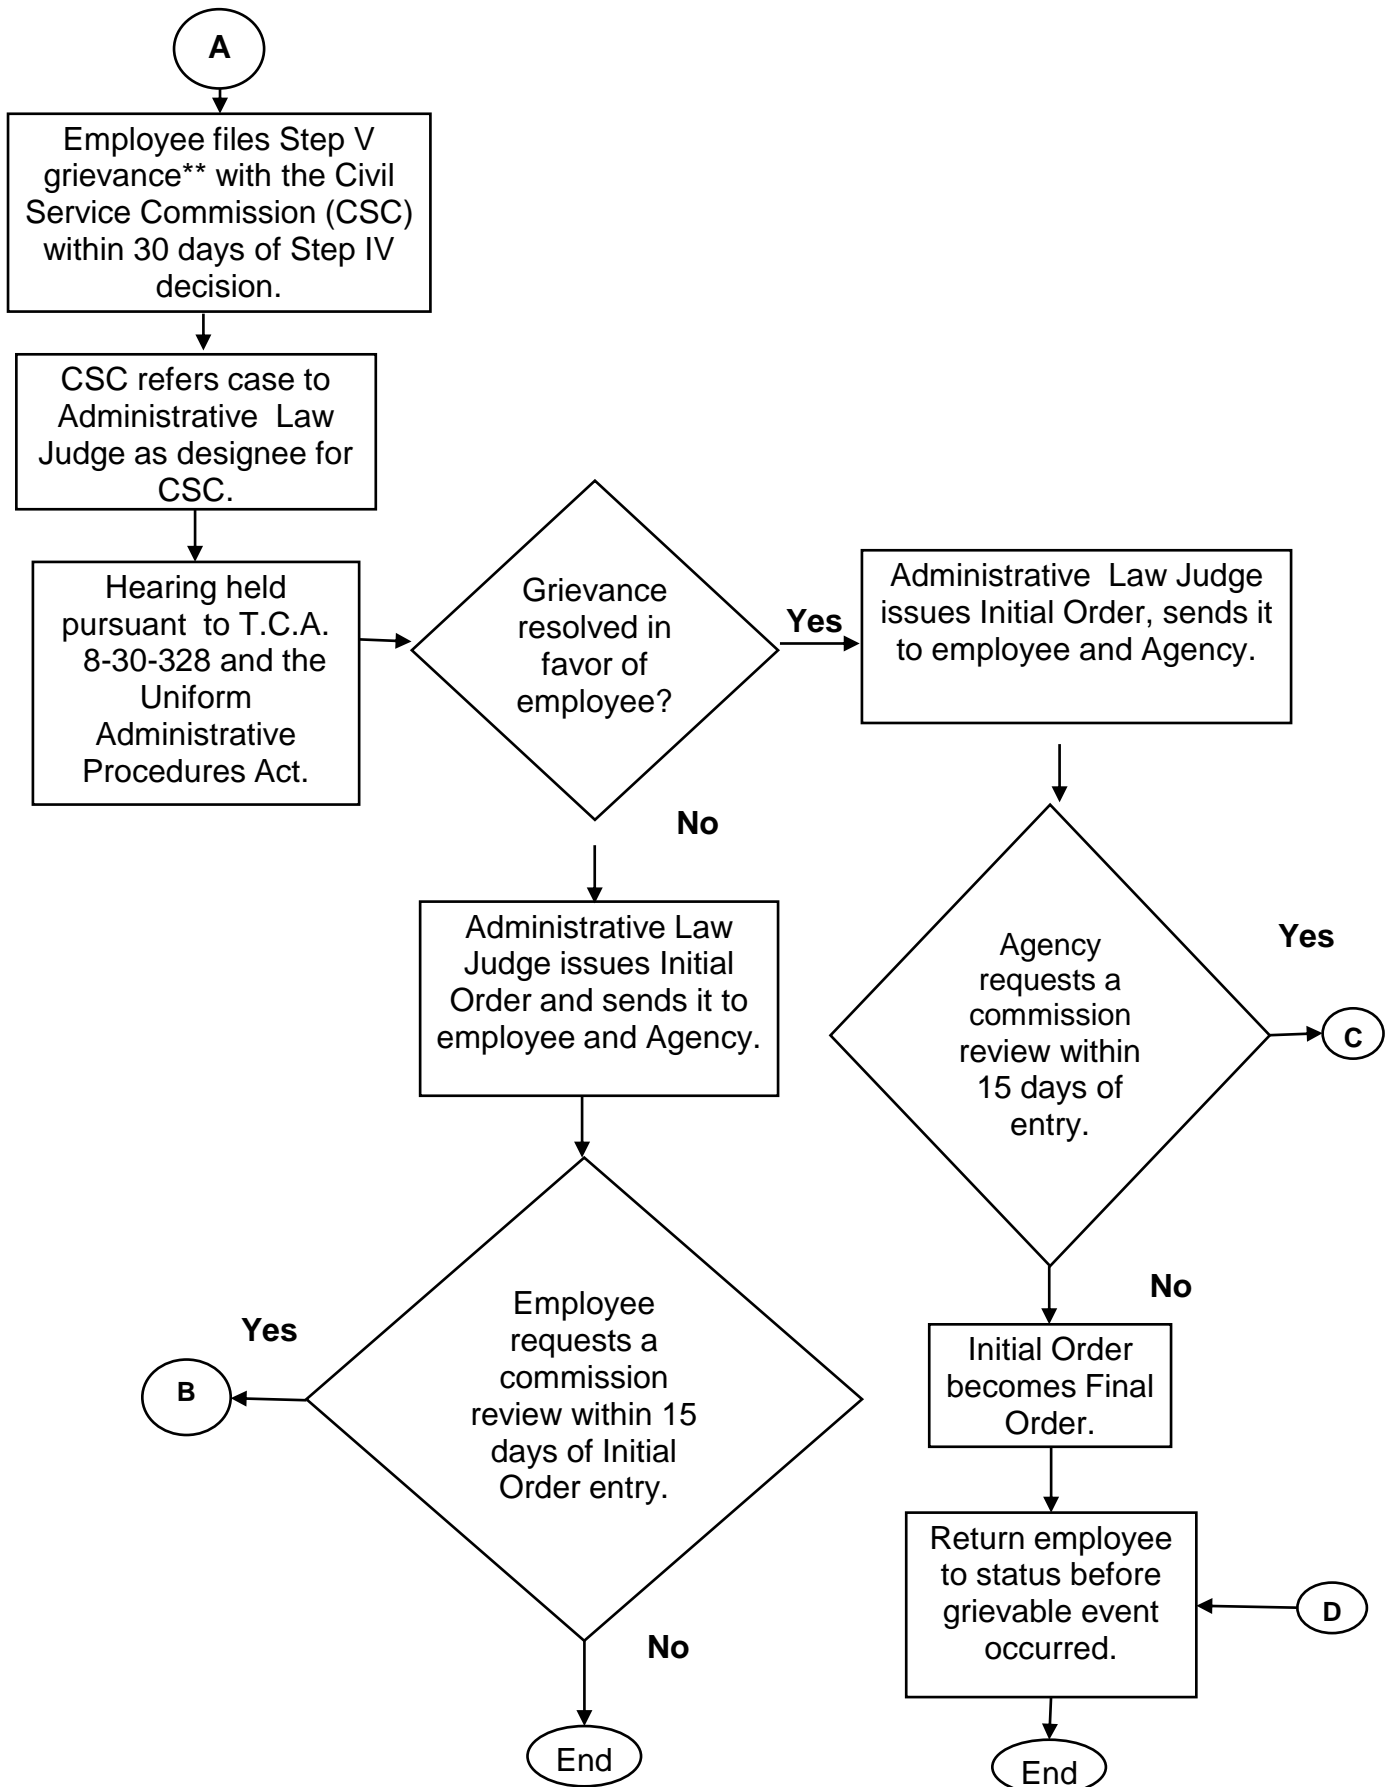 A
Employee files Step V
grievance** with the Civil
Service Commission (CSC)
within 30 days of Step IV
decision.
CSC refers case to
Administrative Law
Judge as designee for
CSC.
Hearing held
pursuant to T.C.A.
8-30-328 and the
Uniform
Administrative
Procedures Act.
Grievance
resolved in
favor of
employee?
Yes
Administrative Law Judge
issues Initial Order, sends it
to employee and Agency.
No
Administrative Law
Judge issues Initial
Order and sends it to
employee and Agency.
Agency
requests a
commission
review within
15 days of
entry.
Yes
C
No
Employee
requests a
commission
review within 15
days of Initial
Order entry.
Yes
B
No
End
Initial Order
becomes Final
Order.
Return employee
to status before
grievable event
occurred.
D
End